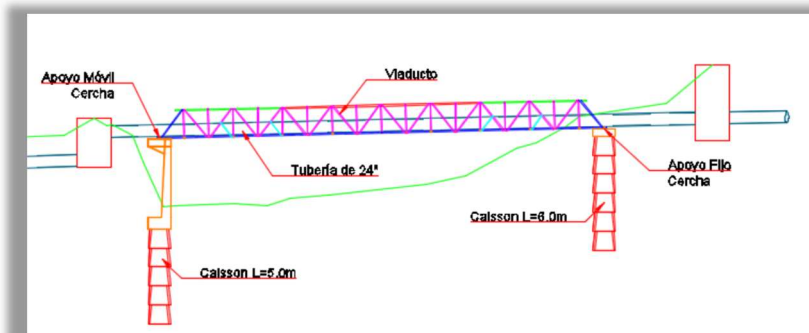 Apoyo Móvil
Cercha
Viaducto
Tubería de 24"
Apoyo Fijo
Cercha
Caisson L=6.0m
Caisson L=5.0m